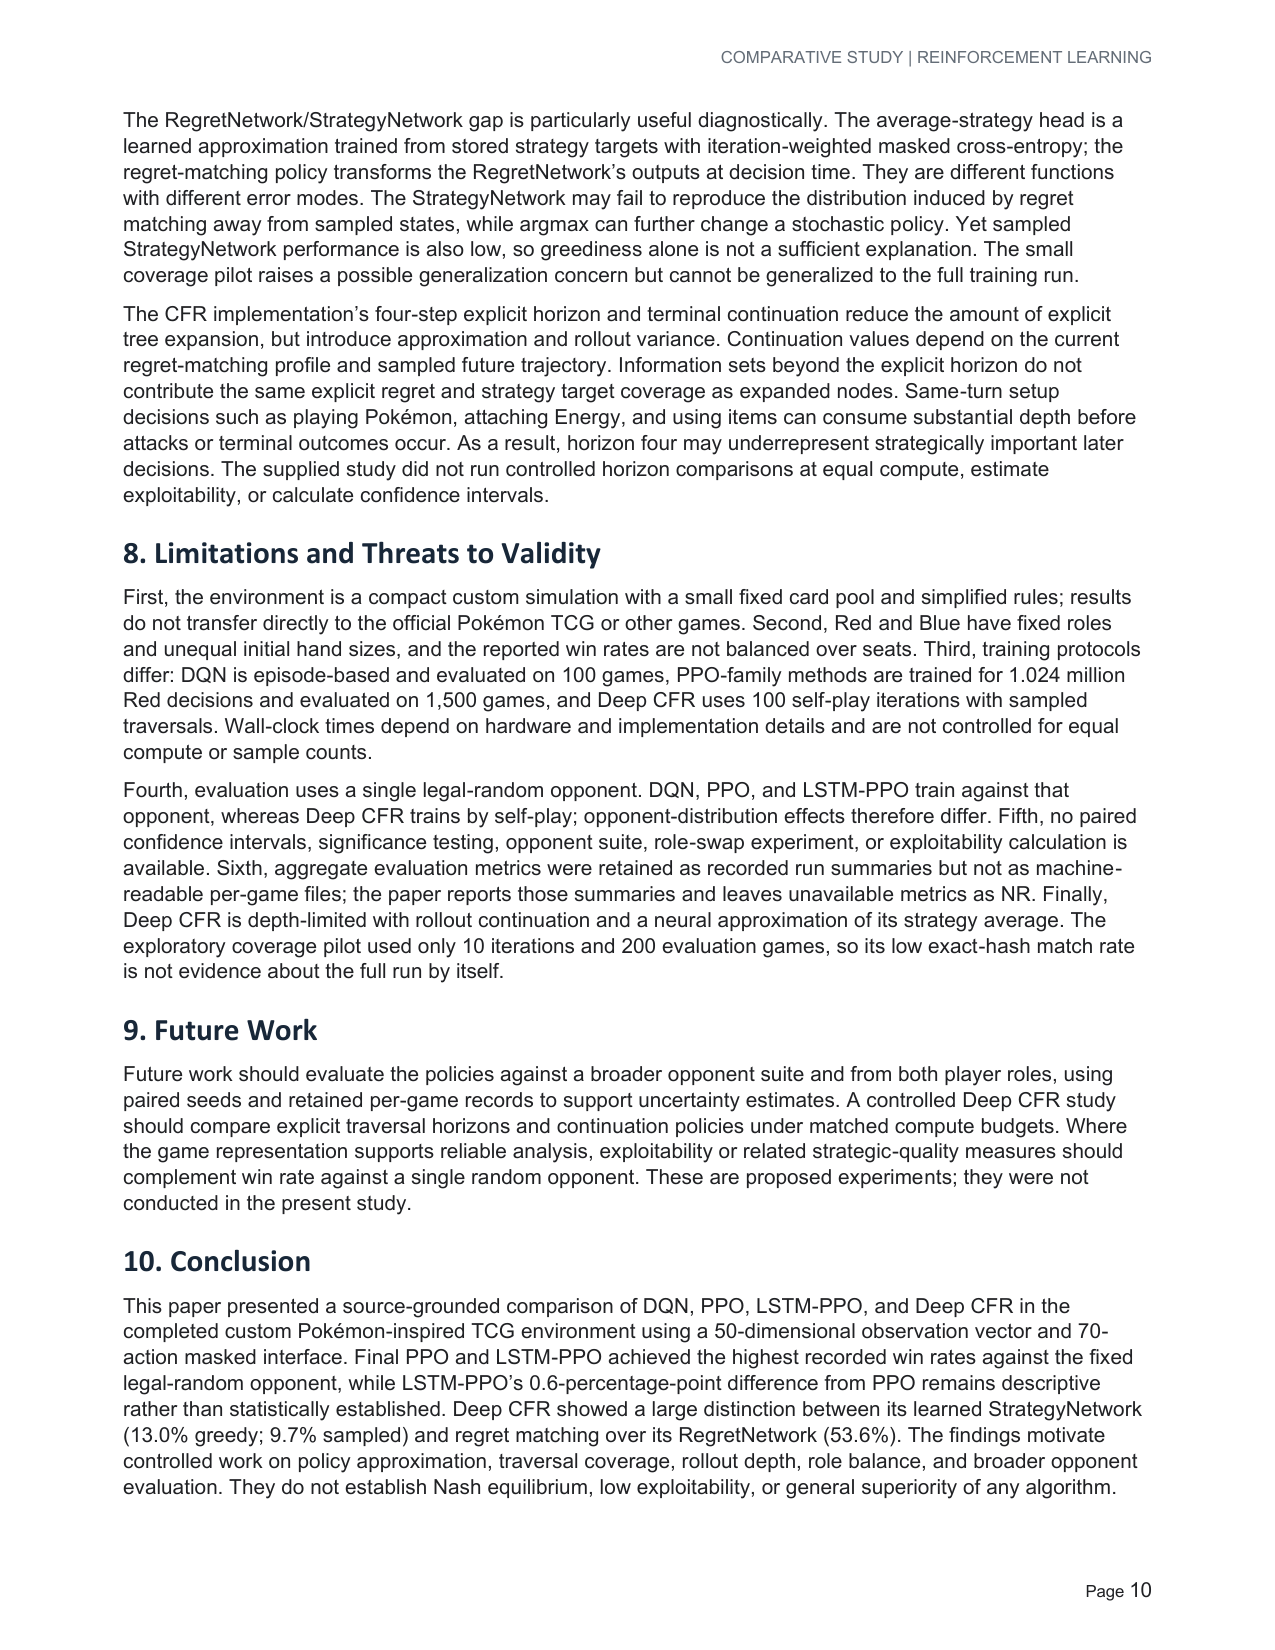 COMPARATIVE STUDY | REINFORCEMENT LEARNING
The RegretNetwork/StrategyNetwork gap is particularly useful diagnostically. The average-strategy head is a
learned approximation trained from stored strategy targets with iteration-weighted masked cross-entropy; the
regret-matching policy transforms the RegretNetwork’s outputs at decision time. They are different functions
with different error modes. The StrategyNetwork may fail to reproduce the distribution induced by regret
matching away from sampled states, while argmax can further change a stochastic policy. Yet sampled
StrategyNetwork performance is also low, so greediness alone is not a sufficient explanation. The small
coverage pilot raises a possible generalization concern but cannot be generalized to the full training run.
The CFR implementation’s four-step explicit horizon and terminal continuation reduce the amount of explicit
tree expansion, but introduce approximation and rollout variance. Continuation values depend on the current
regret-matching profile and sampled future trajectory. Information sets beyond the explicit horizon do not
contribute the same explicit regret and strategy target coverage as expanded nodes. Same-turn setup
decisions such as playing Pokémon, attaching Energy, and using items can consume substantial depth before
attacks or terminal outcomes occur. As a result, horizon four may underrepresent strategically important later
decisions. The supplied study did not run controlled horizon comparisons at equal compute, estimate
exploitability, or calculate confidence intervals.
8. Limitations and Threats to Validity
First, the environment is a compact custom simulation with a small fixed card pool and simplified rules; results
do not transfer directly to the official Pokémon TCG or other games. Second, Red and Blue have fixed roles
and unequal initial hand sizes, and the reported win rates are not balanced over seats. Third, training protocols
differ: DQN is episode-based and evaluated on 100 games, PPO-family methods are trained for 1.024 million
Red decisions and evaluated on 1,500 games, and Deep CFR uses 100 self-play iterations with sampled
traversals. Wall-clock times depend on hardware and implementation details and are not controlled for equal
compute or sample counts.
Fourth, evaluation uses a single legal-random opponent. DQN, PPO, and LSTM-PPO train against that
opponent, whereas Deep CFR trains by self-play; opponent-distribution effects therefore differ. Fifth, no paired
confidence intervals, significance testing, opponent suite, role-swap experiment, or exploitability calculation is
available. Sixth, aggregate evaluation metrics were retained as recorded run summaries but not as machine-
readable per-game files; the paper reports those summaries and leaves unavailable metrics as NR. Finally,
Deep CFR is depth-limited with rollout continuation and a neural approximation of its strategy average. The
exploratory coverage pilot used only 10 iterations and 200 evaluation games, so its low exact-hash match rate
is not evidence about the full run by itself.
9. Future Work
Future work should evaluate the policies against a broader opponent suite and from both player roles, using
paired seeds and retained per-game records to support uncertainty estimates. A controlled Deep CFR study
should compare explicit traversal horizons and continuation policies under matched compute budgets. Where
the game representation supports reliable analysis, exploitability or related strategic-quality measures should
complement win rate against a single random opponent. These are proposed experiments; they were not
conducted in the present study.
10. Conclusion
This paper presented a source-grounded comparison of DQN, PPO, LSTM-PPO, and Deep CFR in the
completed custom Pokémon-inspired TCG environment using a 50-dimensional observation vector and 70-
action masked interface. Final PPO and LSTM-PPO achieved the highest recorded win rates against the fixed
legal-random opponent, while LSTM-PPO’s 0.6-percentage-point difference from PPO remains descriptive
rather than statistically established. Deep CFR showed a large distinction between its learned StrategyNetwork
(13.0% greedy; 9.7% sampled) and regret matching over its RegretNetwork (53.6%). The findings motivate
controlled work on policy approximation, traversal coverage, rollout depth, role balance, and broader opponent
evaluation. They do not establish Nash equilibrium, low exploitability, or general superiority of any algorithm.
Page 10